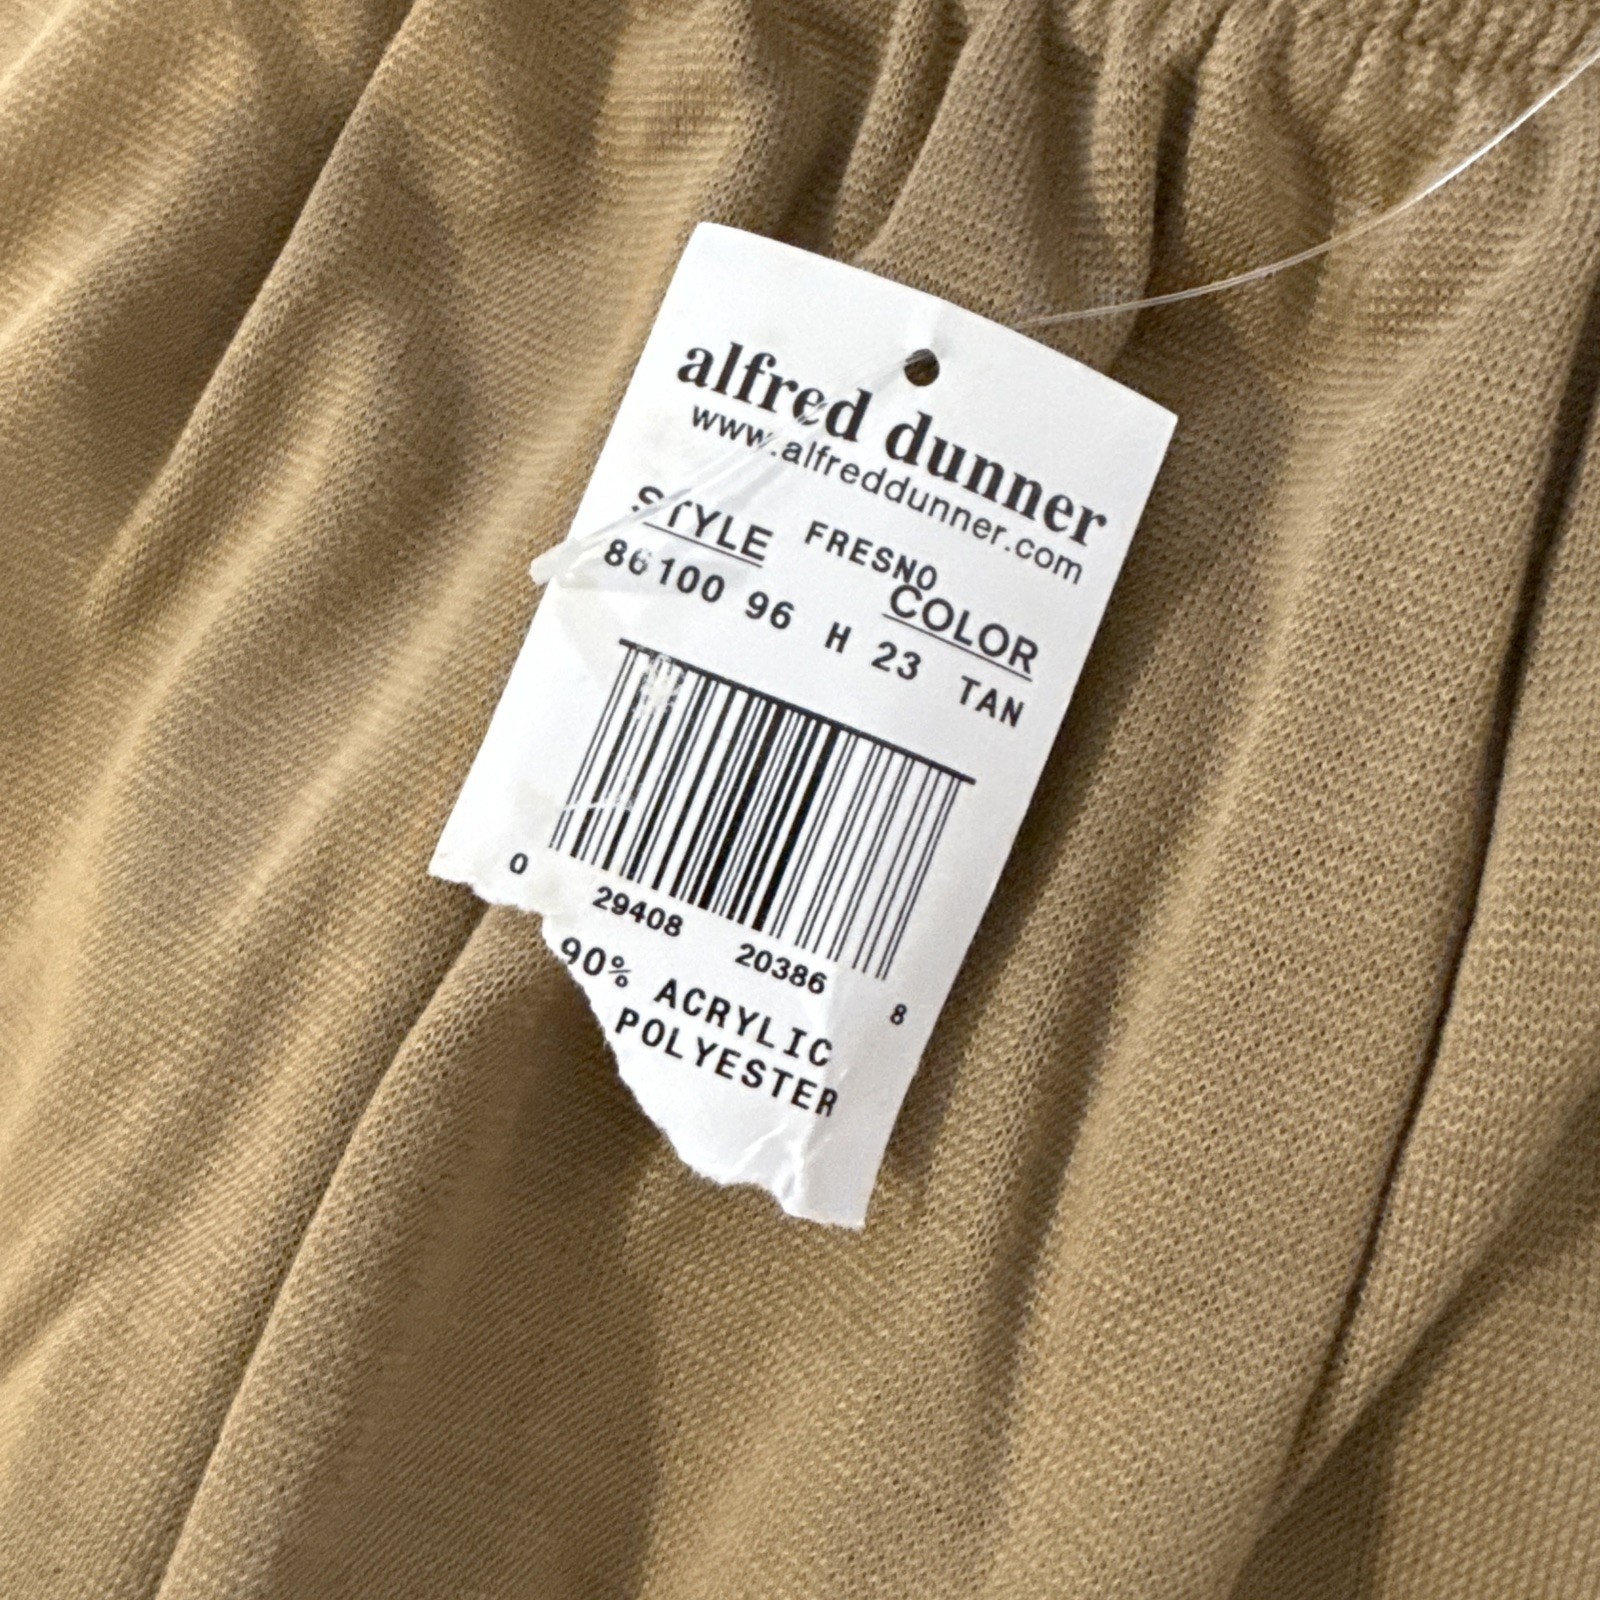 alfred dunner
www.alfreddunner.com
STYLE FRESNO COLOR
86100 96 H 23 TAN
0 29408 20386 8
90% ACRYLIC
POLYESTER